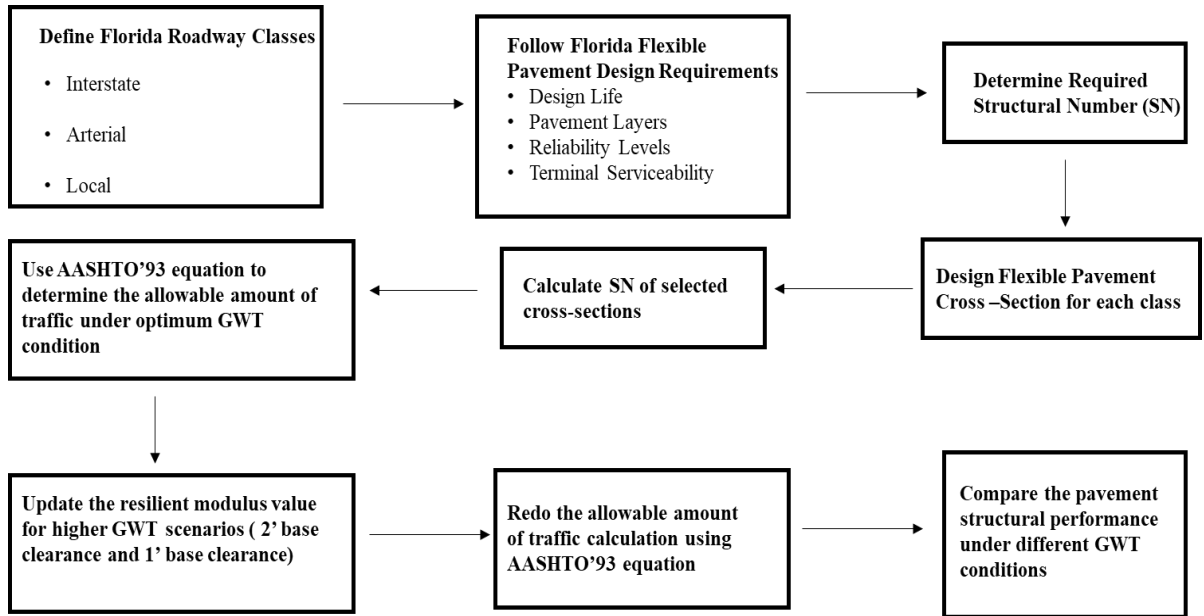 Define Florida Roadway Classes
• Interstate
• Arterial
• Local
Follow Florida Flexible
Pavement Design Requirements
• Design Life
• Pavement Layers
• Reliability Levels
• Terminal Serviceability
Determine Required
Structural Number (SN)
Design Flexible Pavement
Cross –Section for each class
Calculate SN of selected
cross-sections
Use AASHTO’93 equation to
determine the allowable amount of
traffic under optimum GWT
condition
Update the resilient modulus value
for higher GWT scenarios ( 2’ base
clearance and 1’ base clearance)
Redo the allowable amount
of traffic calculation using
AASHTO’93 equation
Compare the pavement
structural performance
under different GWT
conditions